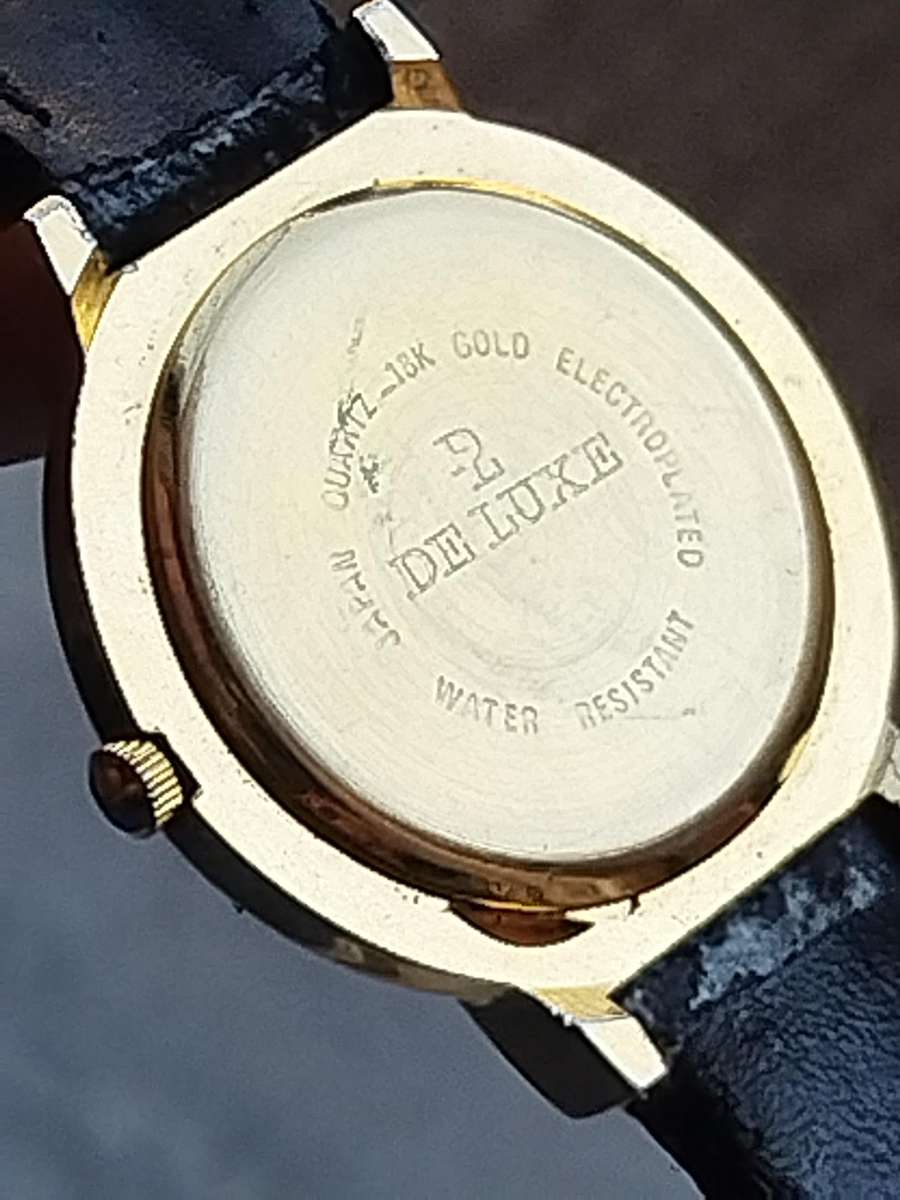 JAPAN QUARTZ 18K GOLD ELECTROPLATED
DE LUXE
WATER RESISTANT